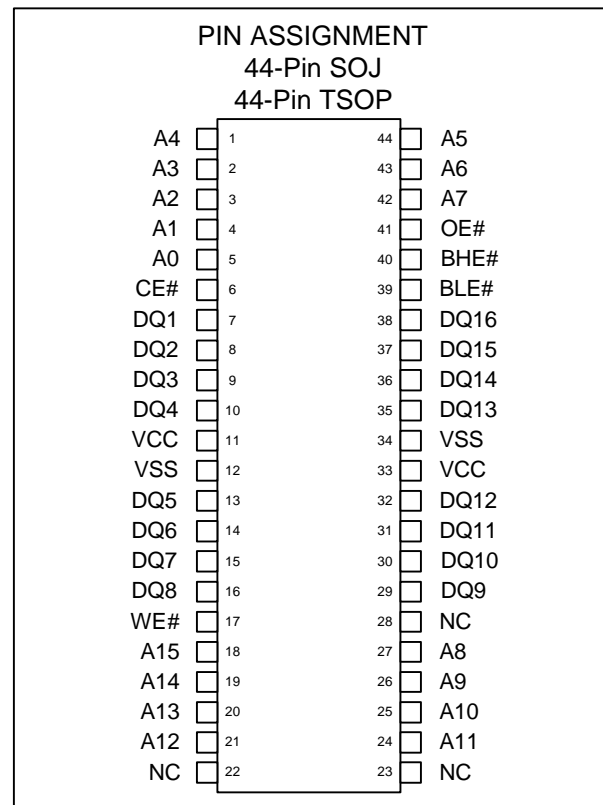 PIN ASSIGNMENT
44-Pin SOJ
44-Pin TSOP
A4 1 44 A5
A3 2 43 A6
A2 3 42 A7
A1 4 41 OE#
A0 5 40 BHE#
CE# 6 39 BLE#
DQ1 7 38 DQ16
DQ2 8 37 DQ15
DQ3 9 36 DQ14
DQ4 10 35 DQ13
VCC 11 34 VSS
VSS 12 33 VCC
DQ5 13 32 DQ12
DQ6 14 31 DQ11
DQ7 15 30 DQ10
DQ8 16 29 DQ9
WE# 17 28 NC
A15 18 27 A8
A14 19 26 A9
A13 20 25 A10
A12 21 24 A11
NC 22 23 NC